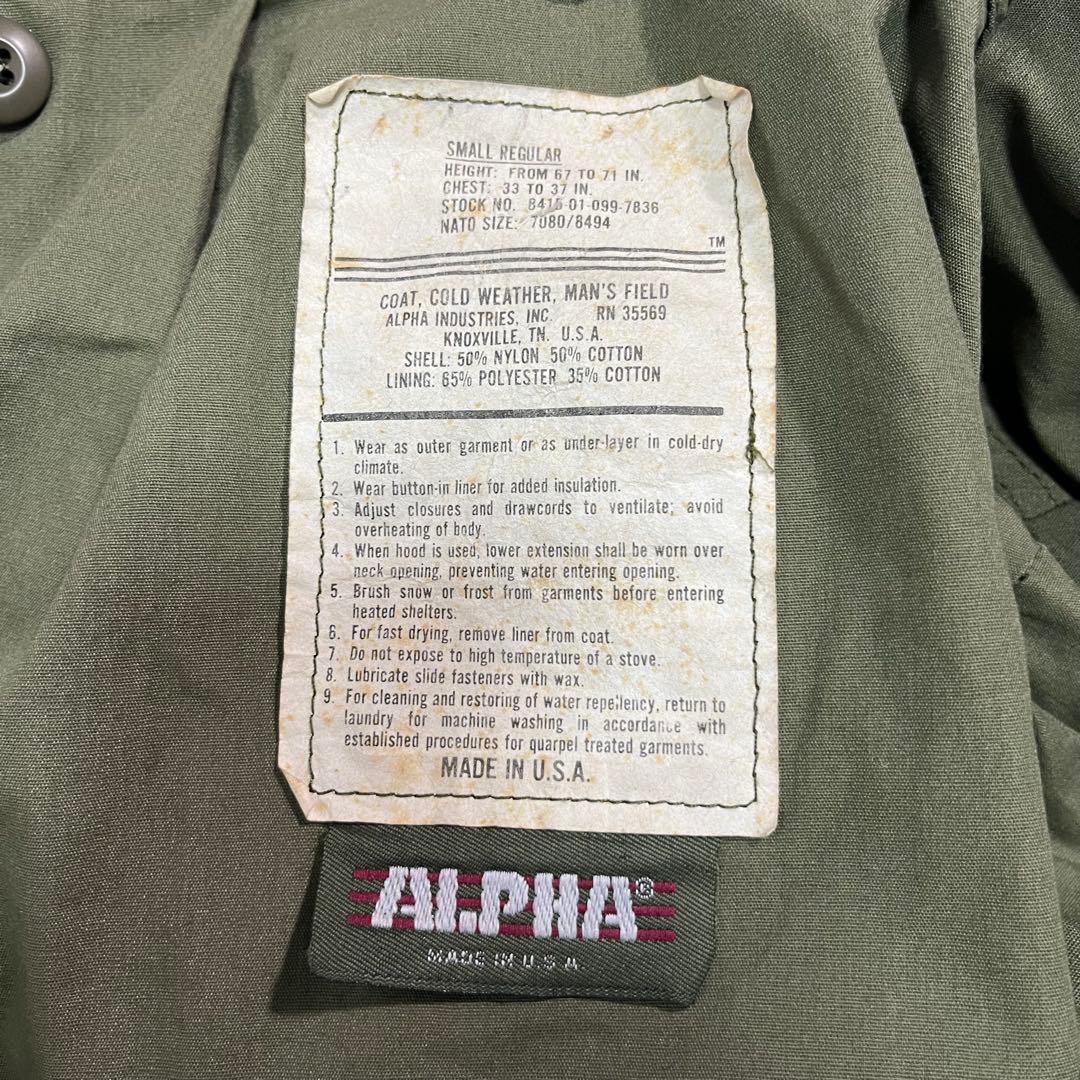 SMALL REGULAR
HEIGHT: FROM 67 TO 71 IN.
CHEST: 33 TO 37 IN.
STOCK NO. 8415-01-099-7836
NATO SIZE: 7080/8494
TM
COAT, COLD WEATHER, MAN'S FIELD
ALPHA INDUSTRIES, INC. RN 35569
KNOXVILLE, TN. U.S.A.
SHELL: 50% NYLON 50% COTTON
LINING: 65% POLYESTER 35% COTTON
1. Wear as outer garment or as under-layer in cold-dry
climate.
2. Wear button-in liner for added insulation.
3. Adjust closures and drawcords to ventilate; avoid
overheating of body.
4. When hood is used, lower extension shall be worn over
neck opening, preventing water entering opening.
5. Brush snow or frost from garments before entering
heated shelters.
6. For fast drying, remove liner from coat.
7. Do not expose to high temperature of a stove.
8. Lubricate slide fasteners with wax.
9. For cleaning and restoring of water repellency, return to
laundry for machine washing in accordance with
established procedures for quarpel treated garments.
MADE IN U.S.A.
ALPHA®
MADE IN U.S.A.